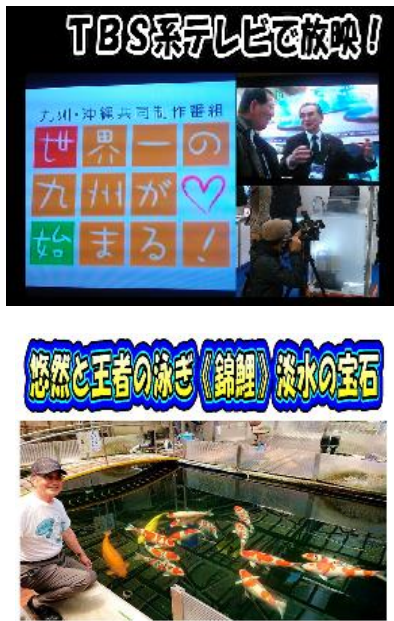 TBS系テレビで放映！
九州・沖縄共同制作番組
世界一の
九州が♡
始まる！
悠然と王者の泳ぎ《錦鯉》淡水の宝石